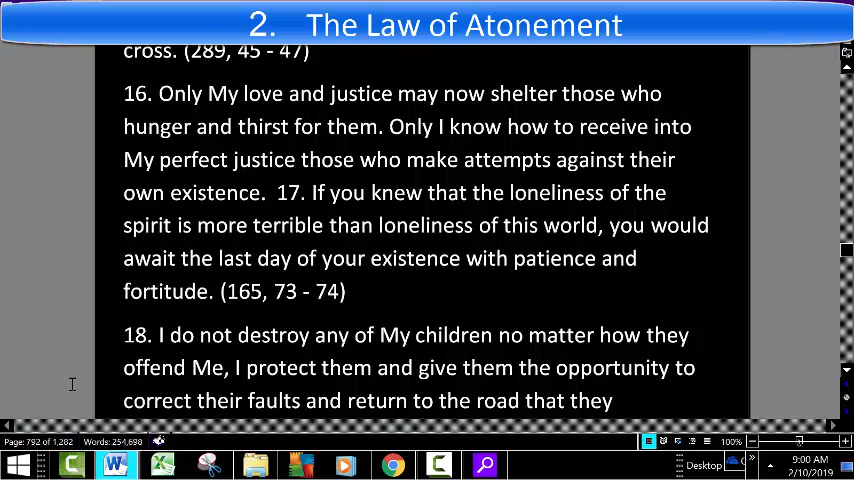 2. The Law of Atonement
cross. (289, 45 - 47)
16. Only My love and justice may now shelter those who
hunger and thirst for them. Only I know how to receive into
My perfect justice those who make attempts against their
own existence.  17. If you knew that the loneliness of the
spirit is more terrible than loneliness of this world, you would
await the last day of your existence with patience and
fortitude. (165, 73 - 74)
18. I do not destroy any of My children no matter how they
offend Me, I protect them and give them the opportunity to
correct their faults and return to the road that they
Page: 792 of 1,282 Words: 254,698 100%
Desktop 9:00 AM
2/10/2019